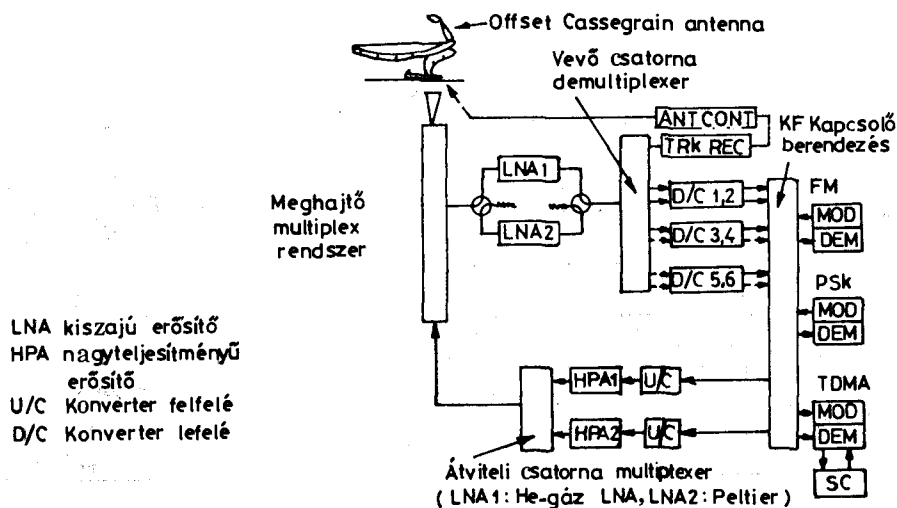 Offset Cassegrain antenna
Vevő csatorna
demultiplexer
ANT CONT
TRk REC
KF Kapcsoló
berendezés
LNA1
LNA2
Meghajtő
multiplex
rendszer
D/C 1,2
D/C 3,4
D/C 5,6
FM
MOD
DEM
PSk
MOD
DEM
TDMA
MOD
DEM
SC
HPA1
U/C
HPA2
U/C
LNA kiszajú erősítő
HPA nagyteljesítményű
erősítő
U/C Konverter felfelé
D/C Konverter lefelé
Átviteli csatorna multiplexer
(LNA1: He-gáz LNA, LNA2: Peltier)